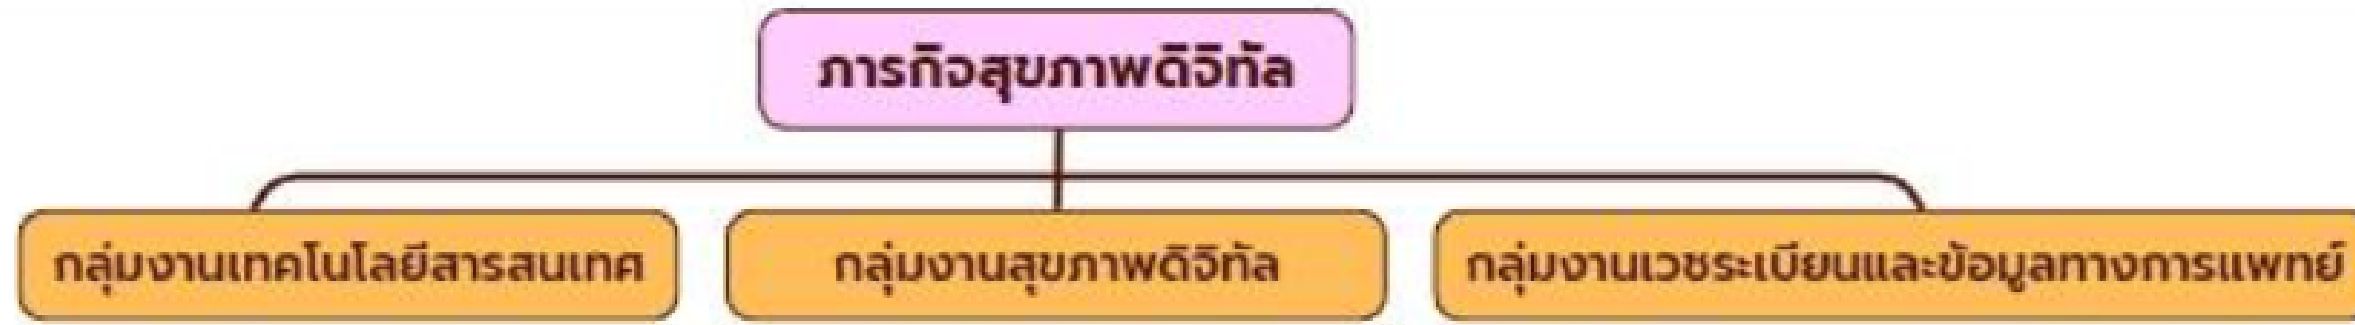 ภารกิจสุขภาพดิจิทัล
กลุ่มงานเทคโนโลยีสารสนเทศ
กลุ่มงานสุขภาพดิจิทัล
กลุ่มงานเวชระเบียนและข้อมูลทางการแพทย์